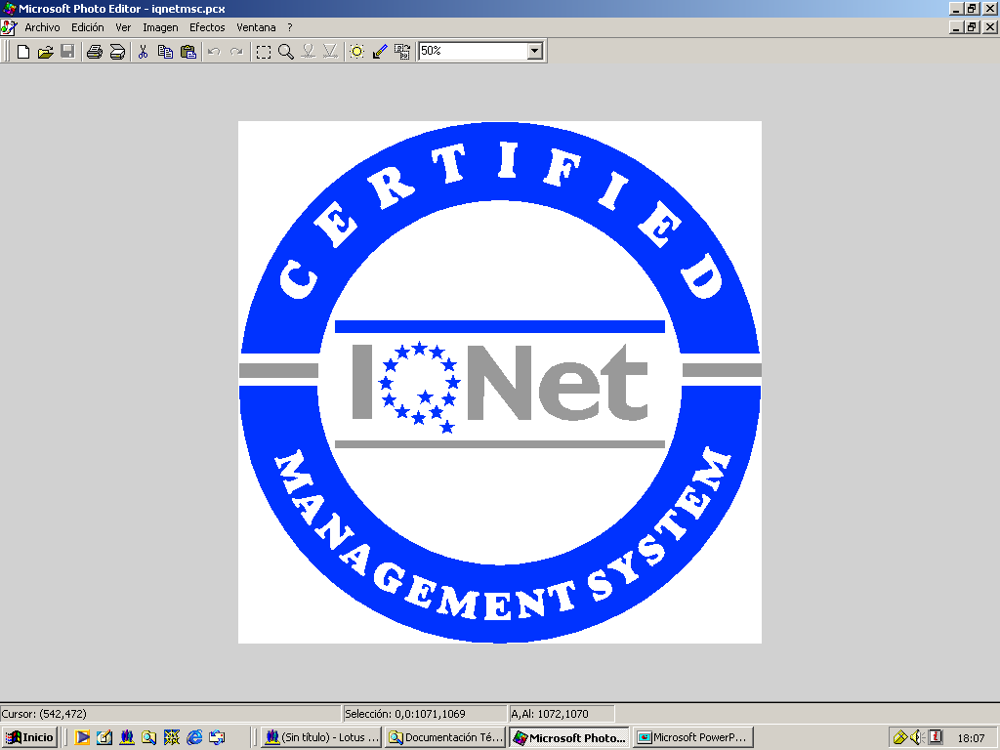 Microsoft Photo Editor - iqnetmsc.pcx
Archivo Edición Ver Imagen Efectos Ventana ?
50%
CERTIFIED
IQNet
MANAGEMENT SYSTEM
Cursor: (542,472) Selección: 0,0:1071,1069 A,Al: 1072,1070
Inicio (Sin título) - Lotus ... Documentación Té... Microsoft Photo... Microsoft PowerP... 18:07